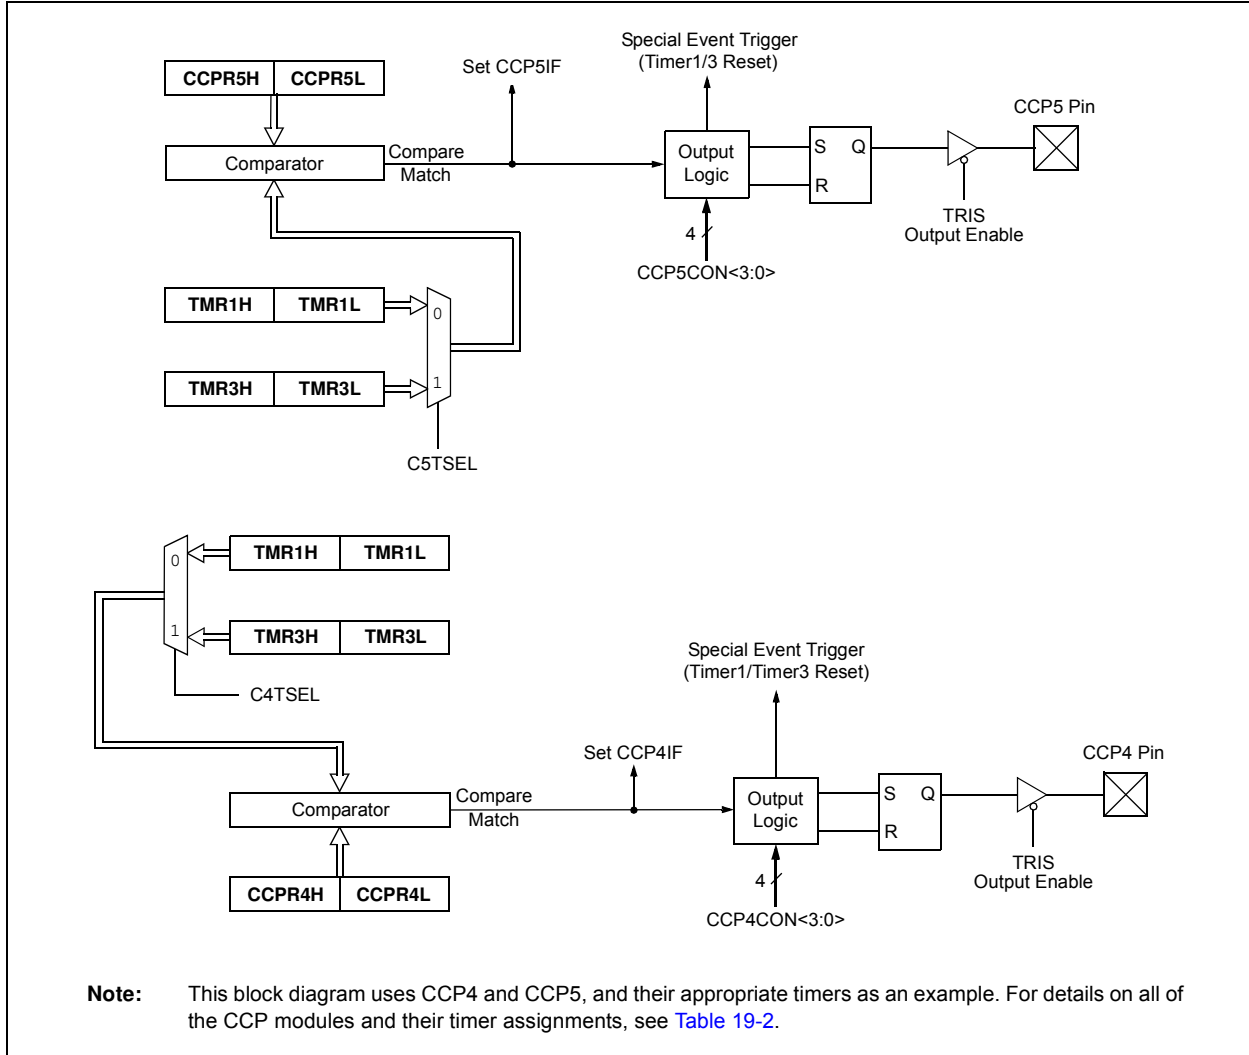 Special Event Trigger
(Timer1/3 Reset)
Set CCP5IF
CCPR5H CCPR5L
CCP5 Pin
Comparator
Compare
Match
Output
Logic
S Q
R
TRIS
Output Enable
4
CCP5CON<3:0>
TMR1H TMR1L
0
TMR3H TMR3L
1
C5TSEL
0
TMR1H TMR1L
1
TMR3H TMR3L
C4TSEL
Special Event Trigger
(Timer1/Timer3 Reset)
Set CCP4IF
CCP4 Pin
Comparator
Compare
Match
Output
Logic
S Q
R
TRIS
Output Enable
4
CCPR4H CCPR4L
CCP4CON<3:0>
Note: This block diagram uses CCP4 and CCP5, and their appropriate timers as an example. For details on all of
the CCP modules and their timer assignments, see Table 19-2.